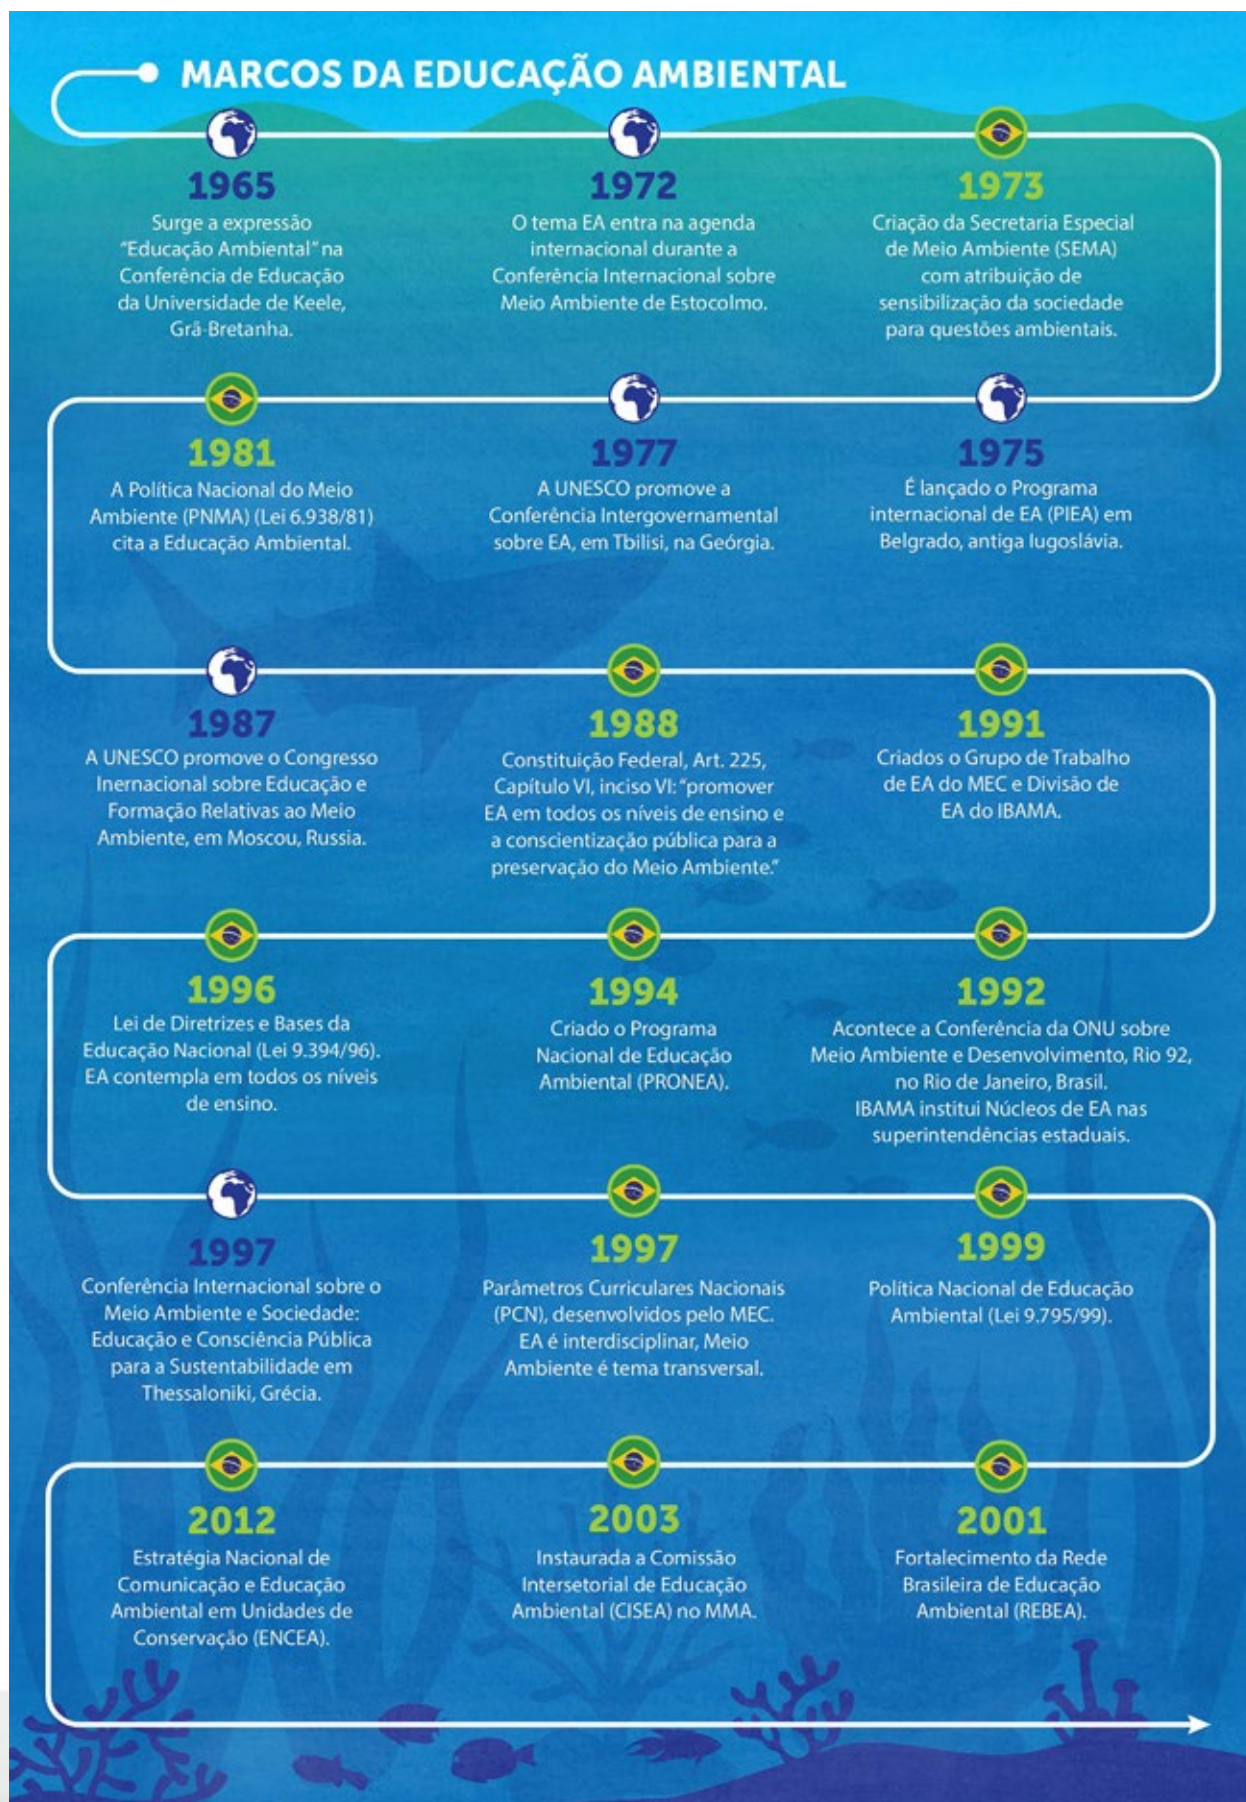 MARCOS DA EDUCAÇÃO AMBIENTAL
1965
Surge a expressão
“Educação Ambiental” na
Conferência de Educação
da Universidade de Keele,
Grã-Bretanha.
1972
O tema EA entra na agenda
internacional durante a
Conferência Internacional sobre
Meio Ambiente de Estocolmo.
1973
Criação da Secretaria Especial
de Meio Ambiente (SEMA)
com atribuição de
sensibilização da sociedade
para questões ambientais.
1975
É lançado o Programa
internacional de EA (PIEA) em
Belgrado, antiga Iugoslávia.
1977
A UNESCO promove a
Conferência Intergovernamental
sobre EA, em Tbilisi, na Geórgia.
1981
A Política Nacional do Meio
Ambiente (PNMA) (Lei 6.938/81)
cita a Educação Ambiental.
1987
A UNESCO promove o Congresso
Inernacional sobre Educação e
Formação Relativas ao Meio
Ambiente, em Moscou, Russia.
1988
Constituição Federal, Art. 225,
Capítulo VI, inciso VI: “promover
EA em todos os níveis de ensino e
a conscientização pública para a
preservação do Meio Ambiente.”
1991
Criados o Grupo de Trabalho
de EA do MEC e Divisão de
EA do IBAMA.
1992
Acontece a Conferência da ONU sobre
Meio Ambiente e Desenvolvimento, Rio 92,
no Rio de Janeiro, Brasil.
IBAMA institui Núcleos de EA nas
superintendências estaduais.
1994
Criado o Programa
Nacional de Educação
Ambiental (PRONEA).
1996
Lei de Diretrizes e Bases da
Educação Nacional (Lei 9.394/96).
EA contempla em todos os níveis
de ensino.
1997
Conferência Internacional sobre o
Meio Ambiente e Sociedade:
Educação e Consciência Pública
para a Sustentabilidade em
Thessaloniki, Grécia.
1997
Parâmetros Curriculares Nacionais
(PCN), desenvolvidos pelo MEC.
EA é interdisciplinar, Meio
Ambiente é tema transversal.
1999
Política Nacional de Educação
Ambiental (Lei 9.795/99).
2001
Fortalecimento da Rede
Brasileira de Educação
Ambiental (REBEA).
2003
Instaurada a Comissão
Intersetorial de Educação
Ambiental (CISEA) no MMA.
2012
Estratégia Nacional de
Comunicação e Educação
Ambiental em Unidades de
Conservação (ENCEA).